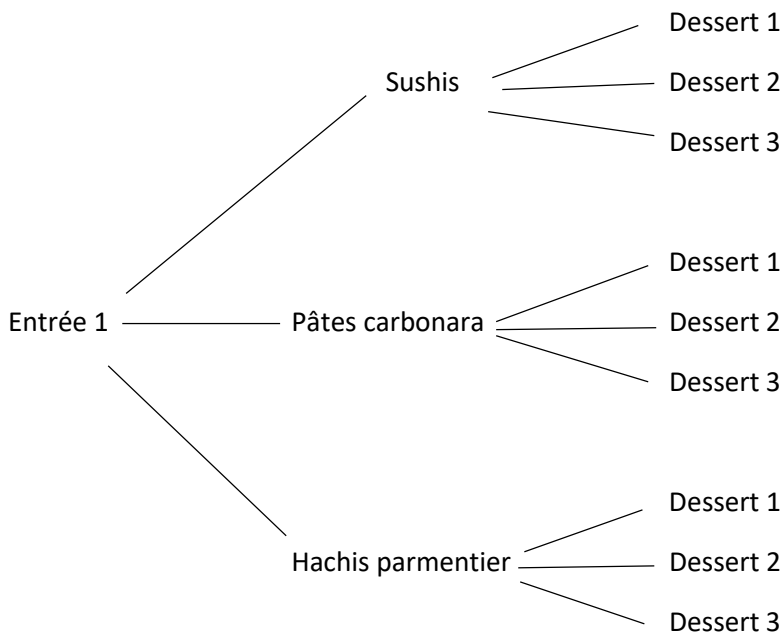 Dessert 1
Sushis
Dessert 2
Dessert 3
Dessert 1
Entrée 1
Pâtes carbonara
Dessert 2
Dessert 3
Dessert 1
Hachis parmentier
Dessert 2
Dessert 3